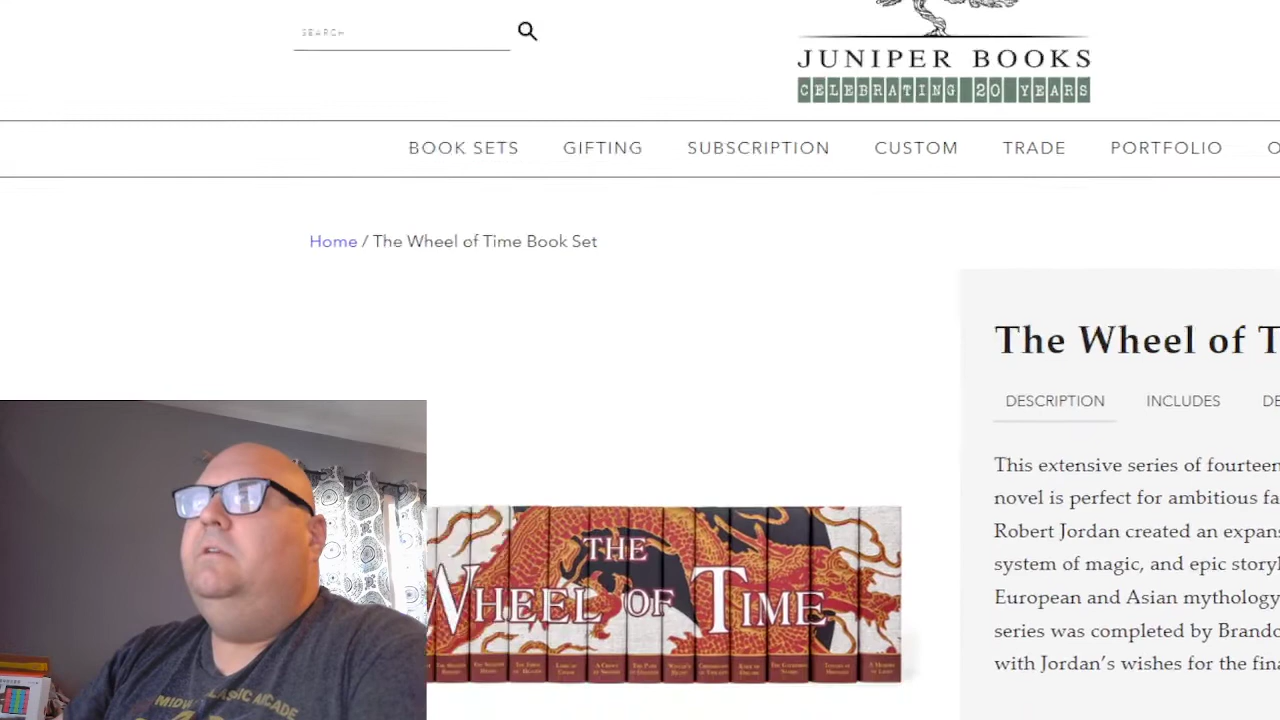 SEARCH
JUNIPER BOOKS
CELEBRATING 20 YEARS
BOOK SETS GIFTING SUBSCRIPTION CUSTOM TRADE PORTFOLIO O
Home / The Wheel of Time Book Set
The Wheel of T
DESCRIPTION INCLUDES DE
This extensive series of fourteen
novel is perfect for ambitious fa
Robert Jordan created an expans
system of magic, and epic storyl
European and Asian mythology
series was completed by Brando
with Jordan's wishes for the fina
THE
WHEEL OF TIME
CLASSIC ARCADE